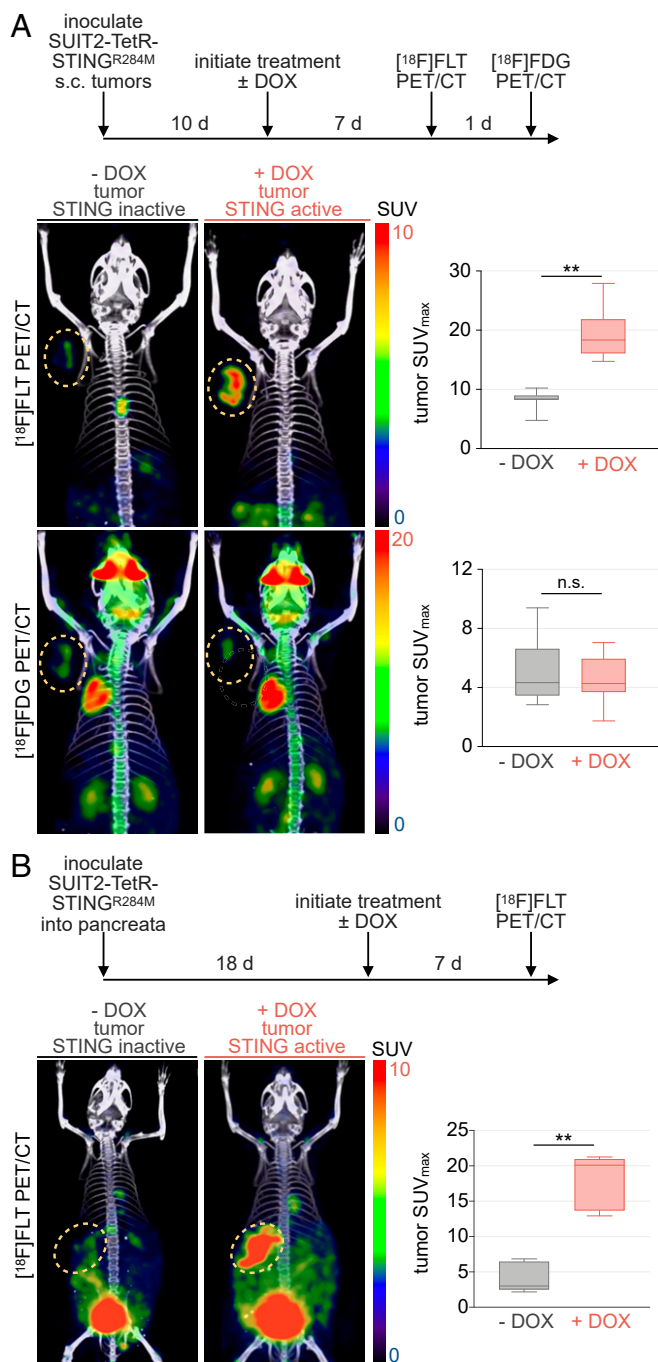 A
inoculate
SUIT2-TetR-
STINGᴿ²⁸⁴ᴹ
s.c. tumors
initiate treatment
± DOX
[¹⁸F]FLT
PET/CT
[¹⁸F]FDG
PET/CT
10 d
7 d
1 d
- DOX
tumor
STING inactive
+ DOX
tumor
STING active
SUV
[¹⁸F]FLT PET/CT
10
0
tumor SUVmax
30
20
10
0
**
- DOX
+ DOX
[¹⁸F]FDG PET/CT
20
0
tumor SUVmax
12
8
4
0
n.s.
- DOX
+ DOX
B
inoculate
SUIT2-TetR-
STINGᴿ²⁸⁴ᴹ
into pancreata
initiate treatment
± DOX
[¹⁸F]FLT
PET/CT
18 d
7 d
- DOX
tumor
STING inactive
+ DOX
tumor
STING active
SUV
[¹⁸F]FLT PET/CT
10
0
tumor SUVmax
25
20
15
10
5
0
**
- DOX
+ DOX